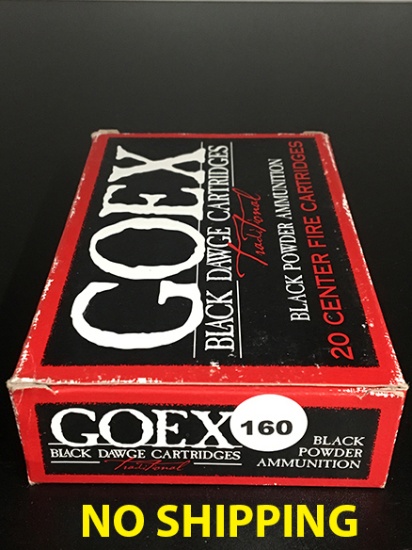 GOEX
BLACK DAWGE CARTRIDGES
Traditional
BLACK POWDER AMMUNITION
20 CENTER FIRE CARTRIDGES
GOEX
160
BLACK DAWGE CARTRIDGES
Traditional
BLACK
POWDER
AMMUNITION
NO SHIPPING